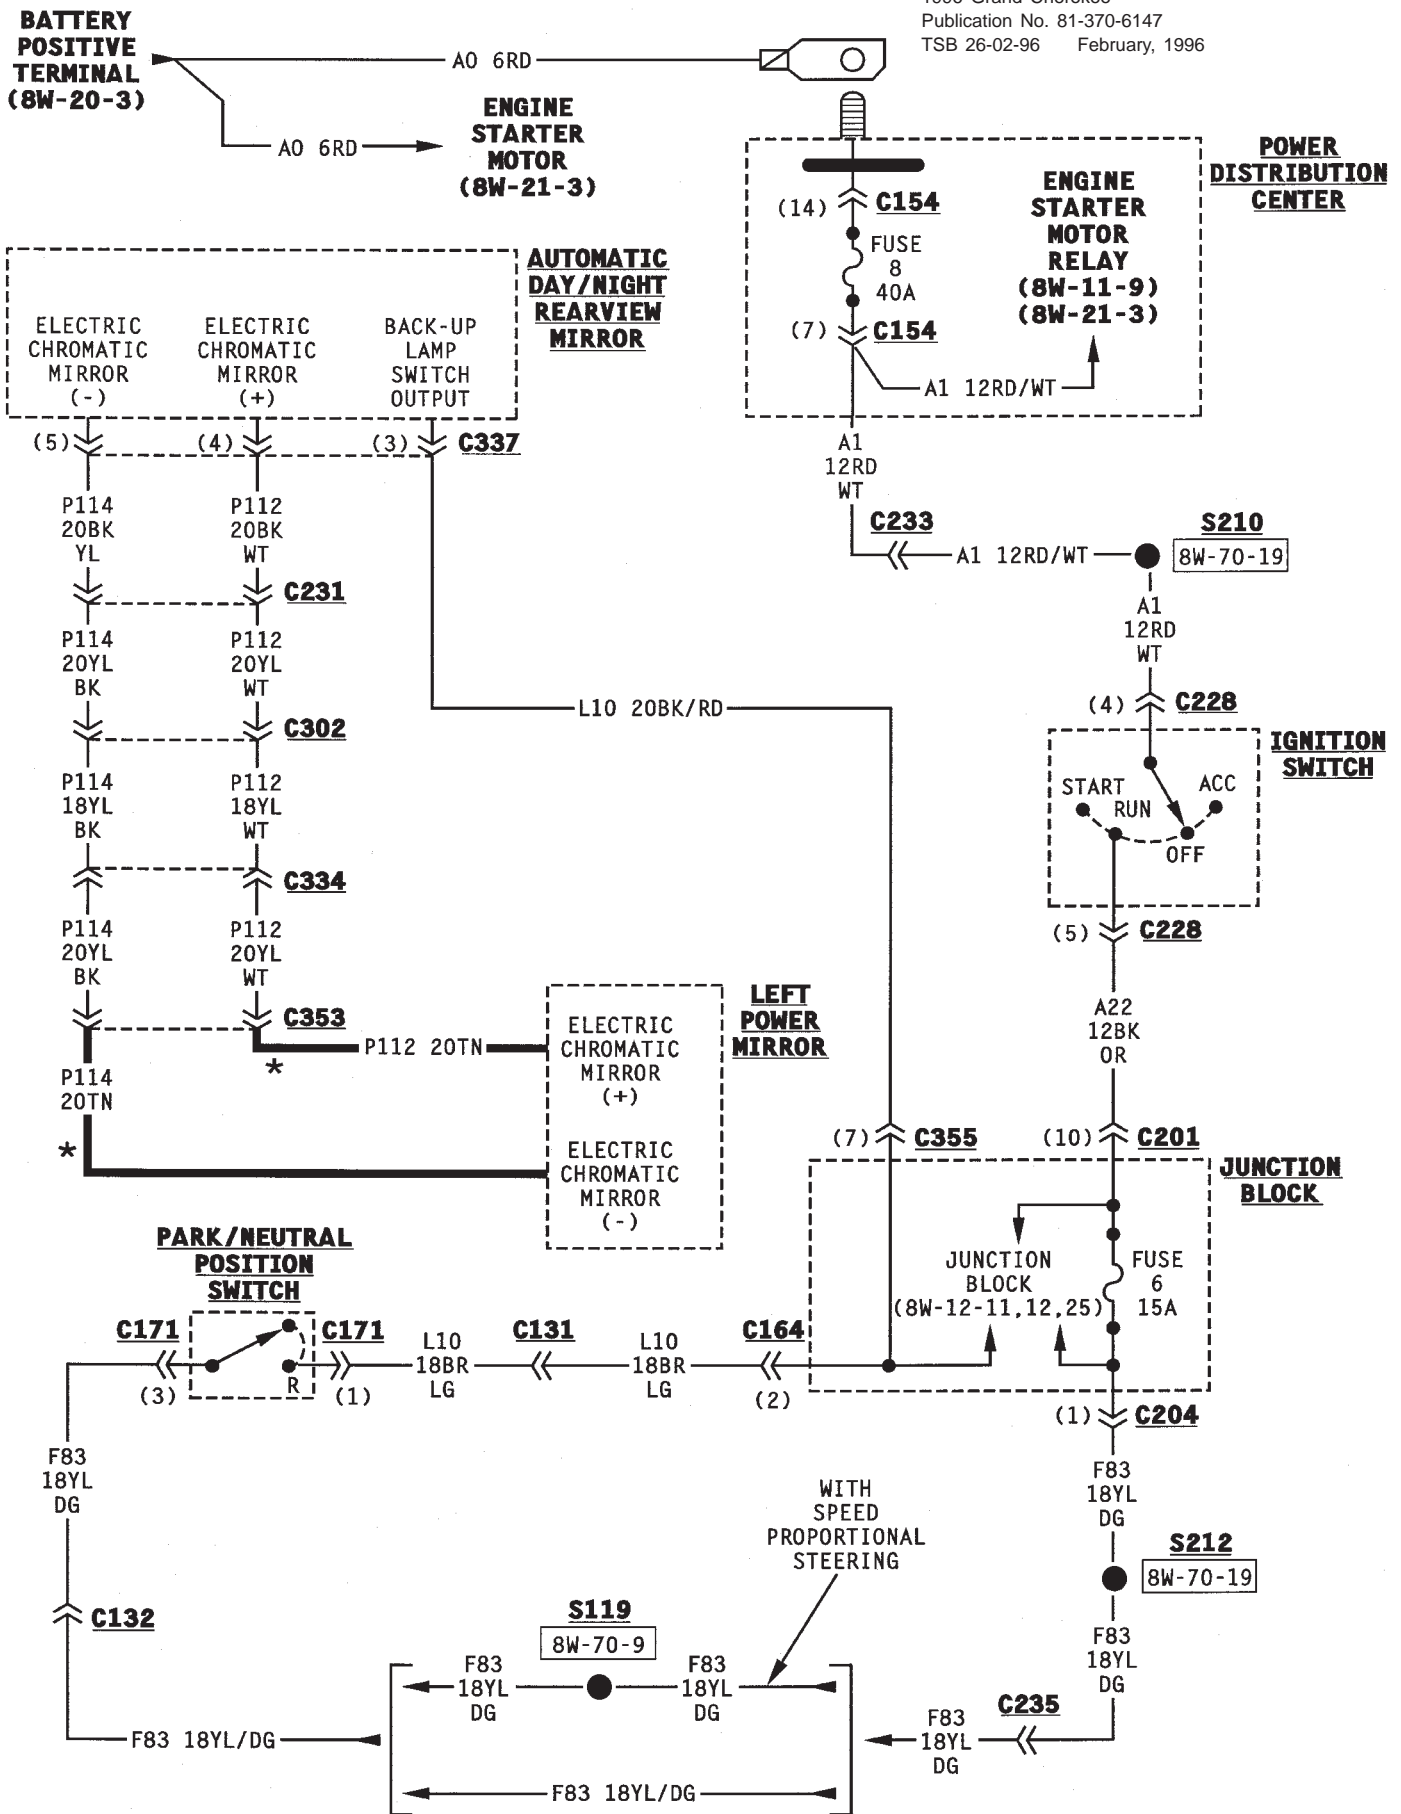 1996 Grand Cherokee
Publication No. 81-370-6147
TSB 26-02-96 February, 1996
BATTERY
POSITIVE
TERMINAL
(8W-20-3)
A0 6RD
A0 6RD
ENGINE
STARTER
MOTOR
(8W-21-3)
POWER
DISTRIBUTION
CENTER
(14)
C154
FUSE
8
40A
(7)
C154
ENGINE
STARTER
MOTOR
RELAY
(8W-11-9)
(8W-21-3)
A1 12RD/WT
AUTOMATIC
DAY/NIGHT
REARVIEW
MIRROR
ELECTRIC
CHROMATIC
MIRROR
(-)
ELECTRIC
CHROMATIC
MIRROR
(+)
BACK-UP
LAMP
SWITCH
OUTPUT
(5)
(4)
(3)
C337
A1
12RD
WT
C233
A1 12RD/WT
S210
8W-70-19
P114
20BK
YL
P112
20BK
WT
C231
P114
20YL
BK
P112
20YL
WT
C302
A1
12RD
WT
(4)
C228
L10 20BK/RD
IGNITION
SWITCH
START
RUN
ACC
OFF
P114
18YL
BK
P112
18YL
WT
C334
(5)
C228
P114
20YL
BK
P112
20YL
WT
C353
P112 20TN
*
P114
20TN
*
LEFT
POWER
MIRROR
ELECTRIC
CHROMATIC
MIRROR
(+)
ELECTRIC
CHROMATIC
MIRROR
(-)
A22
12BK
OR
(7)
C355
(10)
C201
JUNCTION
BLOCK
JUNCTION
BLOCK
(8W-12-11,12,25)
FUSE
6
15A
PARK/NEUTRAL
POSITION
SWITCH
C171
(3)
R
C171
(1)
L10
18BR
LG
C131
L10
18BR
LG
C164
(2)
(1)
C204
F83
18YL
DG
F83
18YL
DG
WITH
SPEED
PROPORTIONAL
STEERING
S212
8W-70-19
C132
S119
8W-70-9
F83
18YL
DG
F83
18YL
DG
F83
18YL
DG
C235
F83 18YL/DG
F83
18YL
DG
F83 18YL/DG